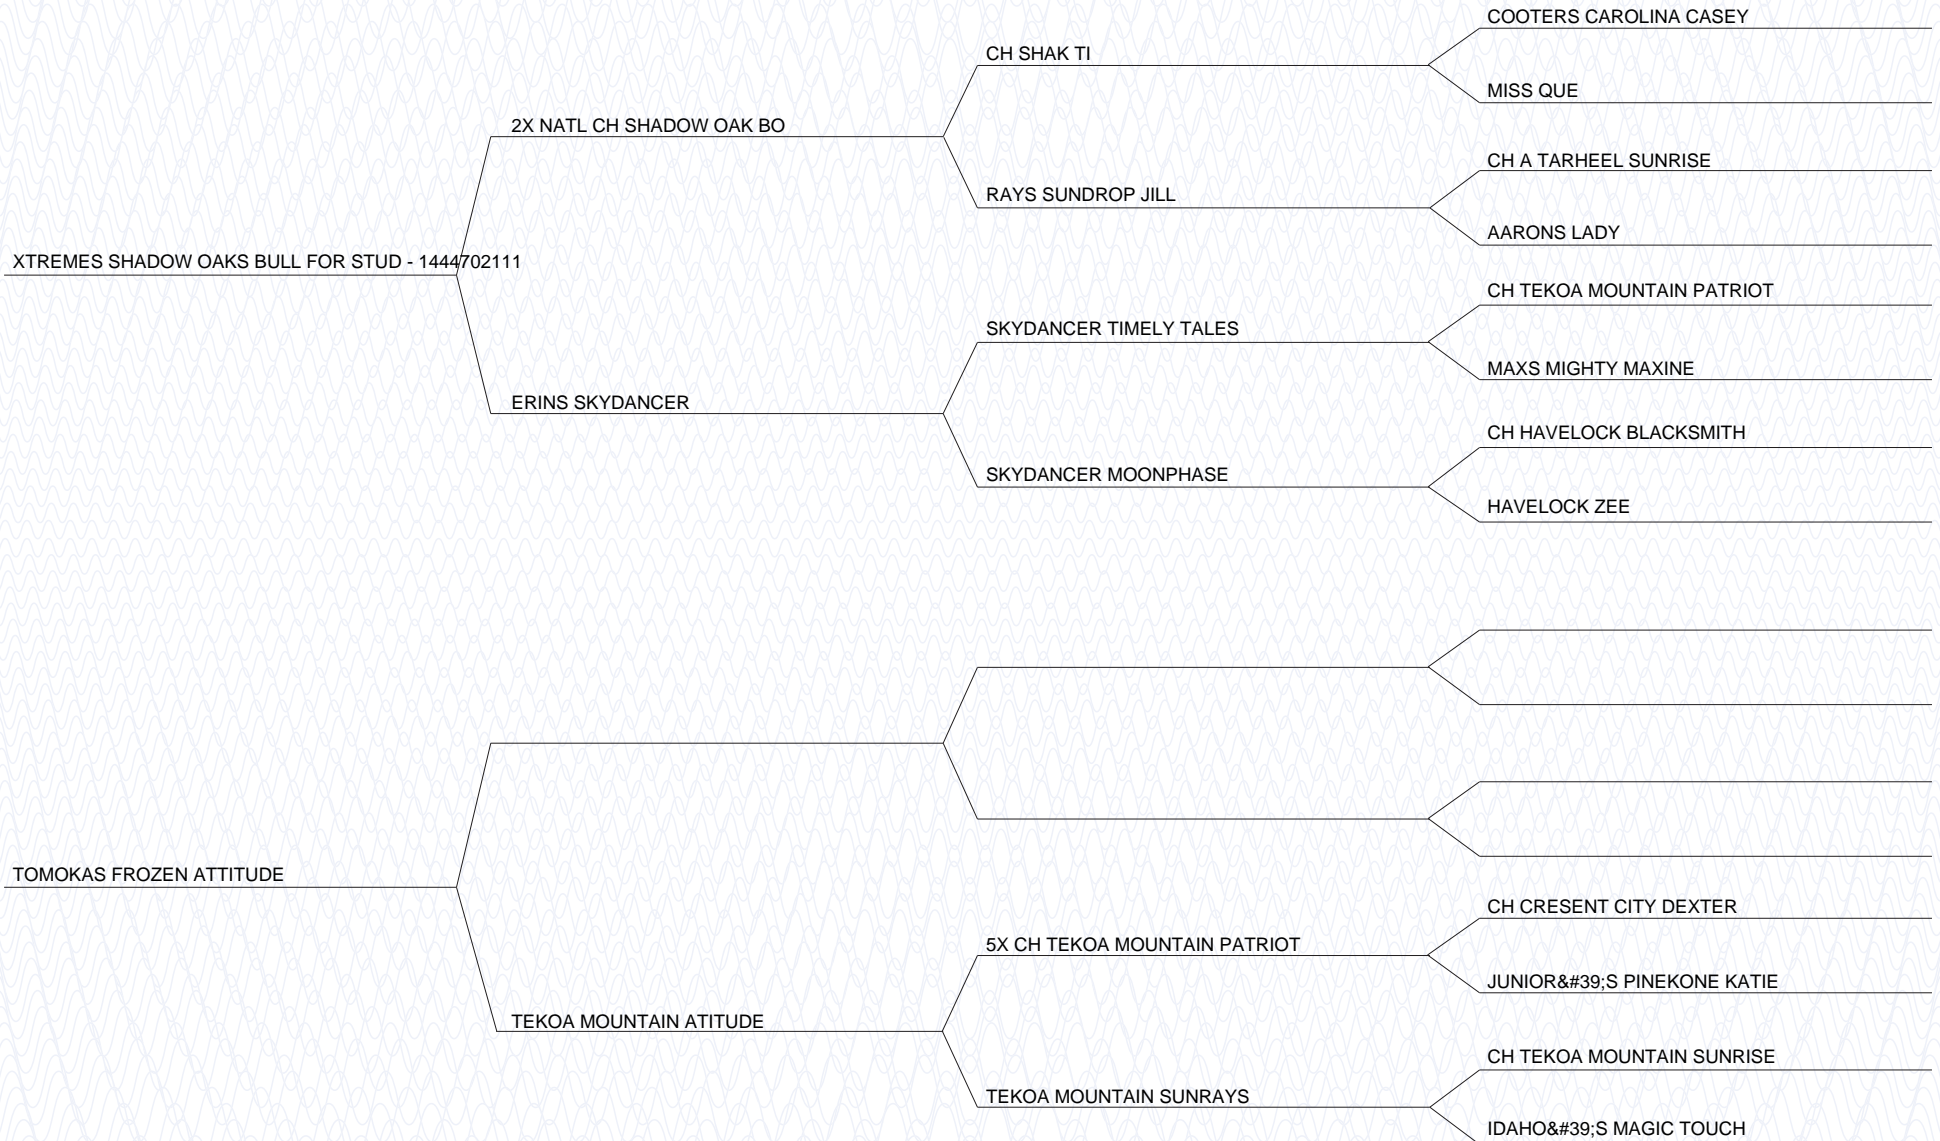 COOTERS CAROLINA CASEY
CH SHAK TI
MISS QUE
2X NATL CH SHADOW OAK BO
CH A TARHEEL SUNRISE
RAYS SUNDROP JILL
AARONS LADY
XTREMES SHADOW OAKS BULL FOR STUD - 1444702111
CH TEKOA MOUNTAIN PATRIOT
SKYDANCER TIMELY TALES
MAXS MIGHTY MAXINE
ERINS SKYDANCER
CH HAVELOCK BLACKSMITH
SKYDANCER MOONPHASE
HAVELOCK ZEE
TOMOKAS FROZEN ATTITUDE
CH CRESENT CITY DEXTER
5X CH TEKOA MOUNTAIN PATRIOT
JUNIOR&#39;S PINEKONE KATIE
TEKOA MOUNTAIN ATITUDE
CH TEKOA MOUNTAIN SUNRISE
TEKOA MOUNTAIN SUNRAYS
IDAHO&#39;S MAGIC TOUCH